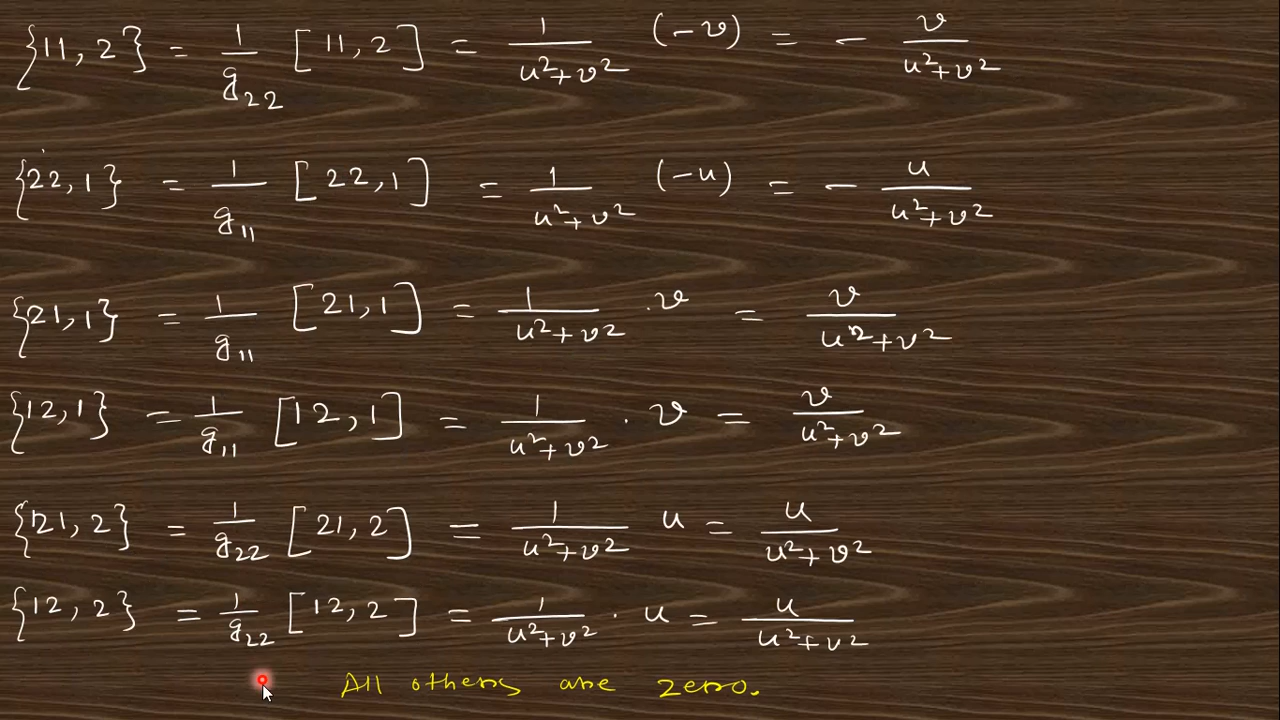 {11, 2} = 1/g₂₂ [11, 2] = 1/(u²+v²) (-v) = - v/(u²+v²)
{22, 1} = 1/g₁₁ [22, 1] = 1/(u²+v²) (-u) = - u/(u²+v²)
{21, 1} = 1/g₁₁ [21, 1] = 1/(u²+v²) . v = v/(u²+v²)
{12, 1} = 1/g₁₁ [12, 1] = 1/(u²+v²) . v = v/(u²+v²)
{21, 2} = 1/g₂₂ [21, 2] = 1/(u²+v²) u = u/(u²+v²)
{12, 2} = 1/g₂₂ [12, 2] = 1/(u²+v²) . u = u/(u²+v²)
All others are zero.